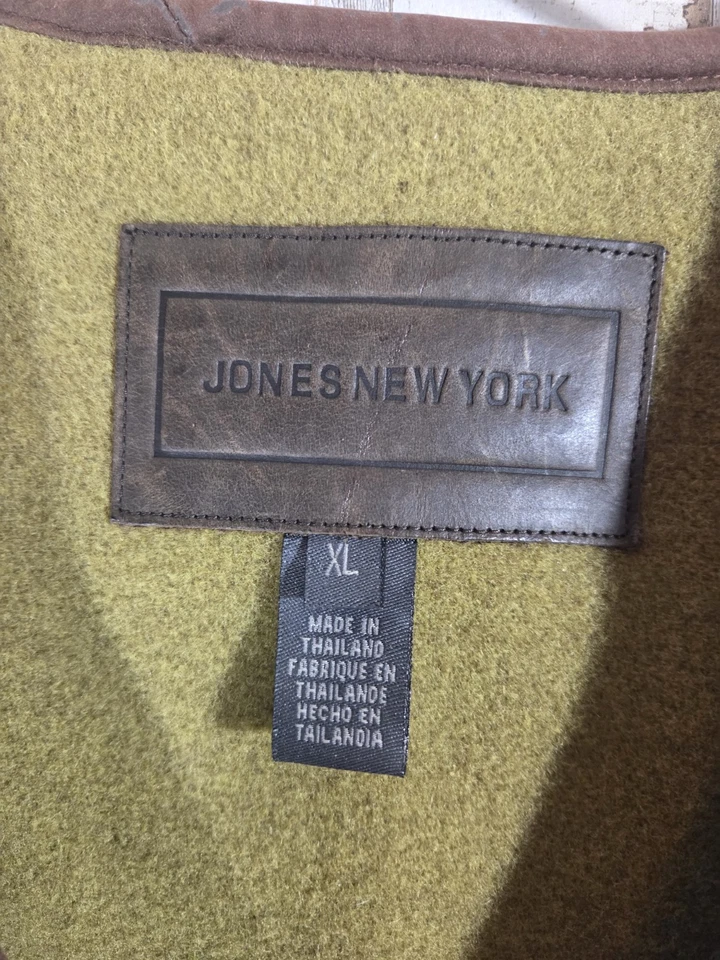 JONES NEW YORK
XL
MADE IN
THAILAND
FABRIQUE EN
THAILANDE
HECHO EN
TAILANDIA